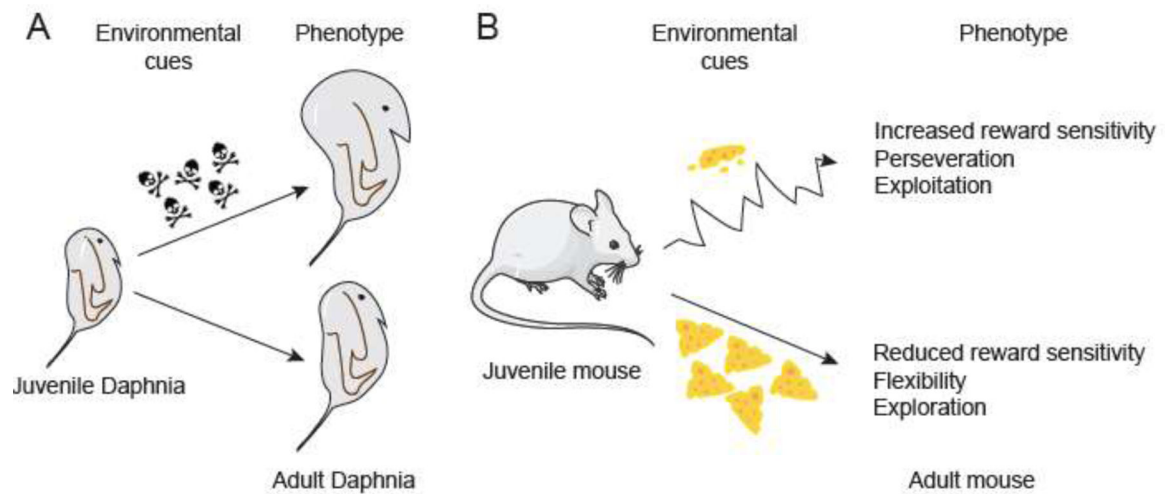 A
Environmental
cues
Phenotype
Juvenile Daphnia
Adult Daphnia
B
Environmental
cues
Phenotype
Increased reward sensitivity
Perseveration
Exploitation
Juvenile mouse
Reduced reward sensitivity
Flexibility
Exploration
Adult mouse